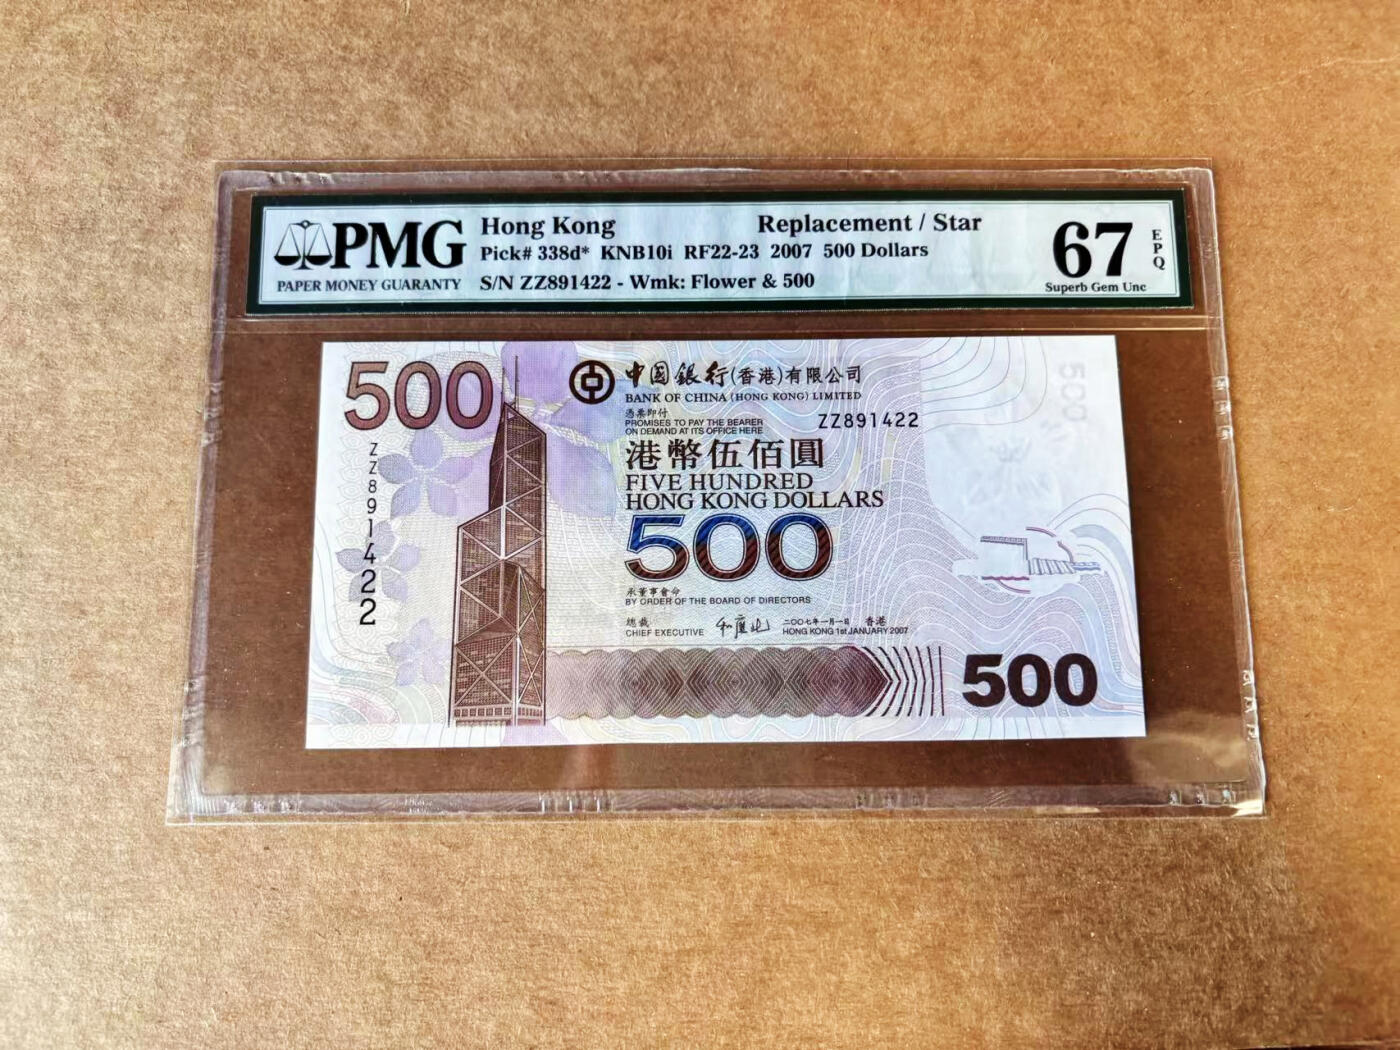 PMG
PAPER MONEY GUARANTY
Hong Kong
Replacement / Star
Pick# 338d* KNB10i RF22-23 2007 500 Dollars
S/N ZZ891422 - Wmk: Flower & 500
67
EPQ
Superb Gem Unc
500
中国銀行(香港)有限公司
BANK OF CHINA (HONG KONG) LIMITED
憑票即付
PROMISES TO PAY THE BEARER
ON DEMAND AT ITS OFFICE HERE
ZZ891422
ZZ891422
港幣伍佰圓
FIVE HUNDRED
HONG KONG DOLLARS
500
承董事會命
BY ORDER OF THE BOARD OF DIRECTORS
總裁
CHIEF EXECUTIVE
二〇〇七年一月一日 香港
HONG KONG 1st JANUARY 2007
500